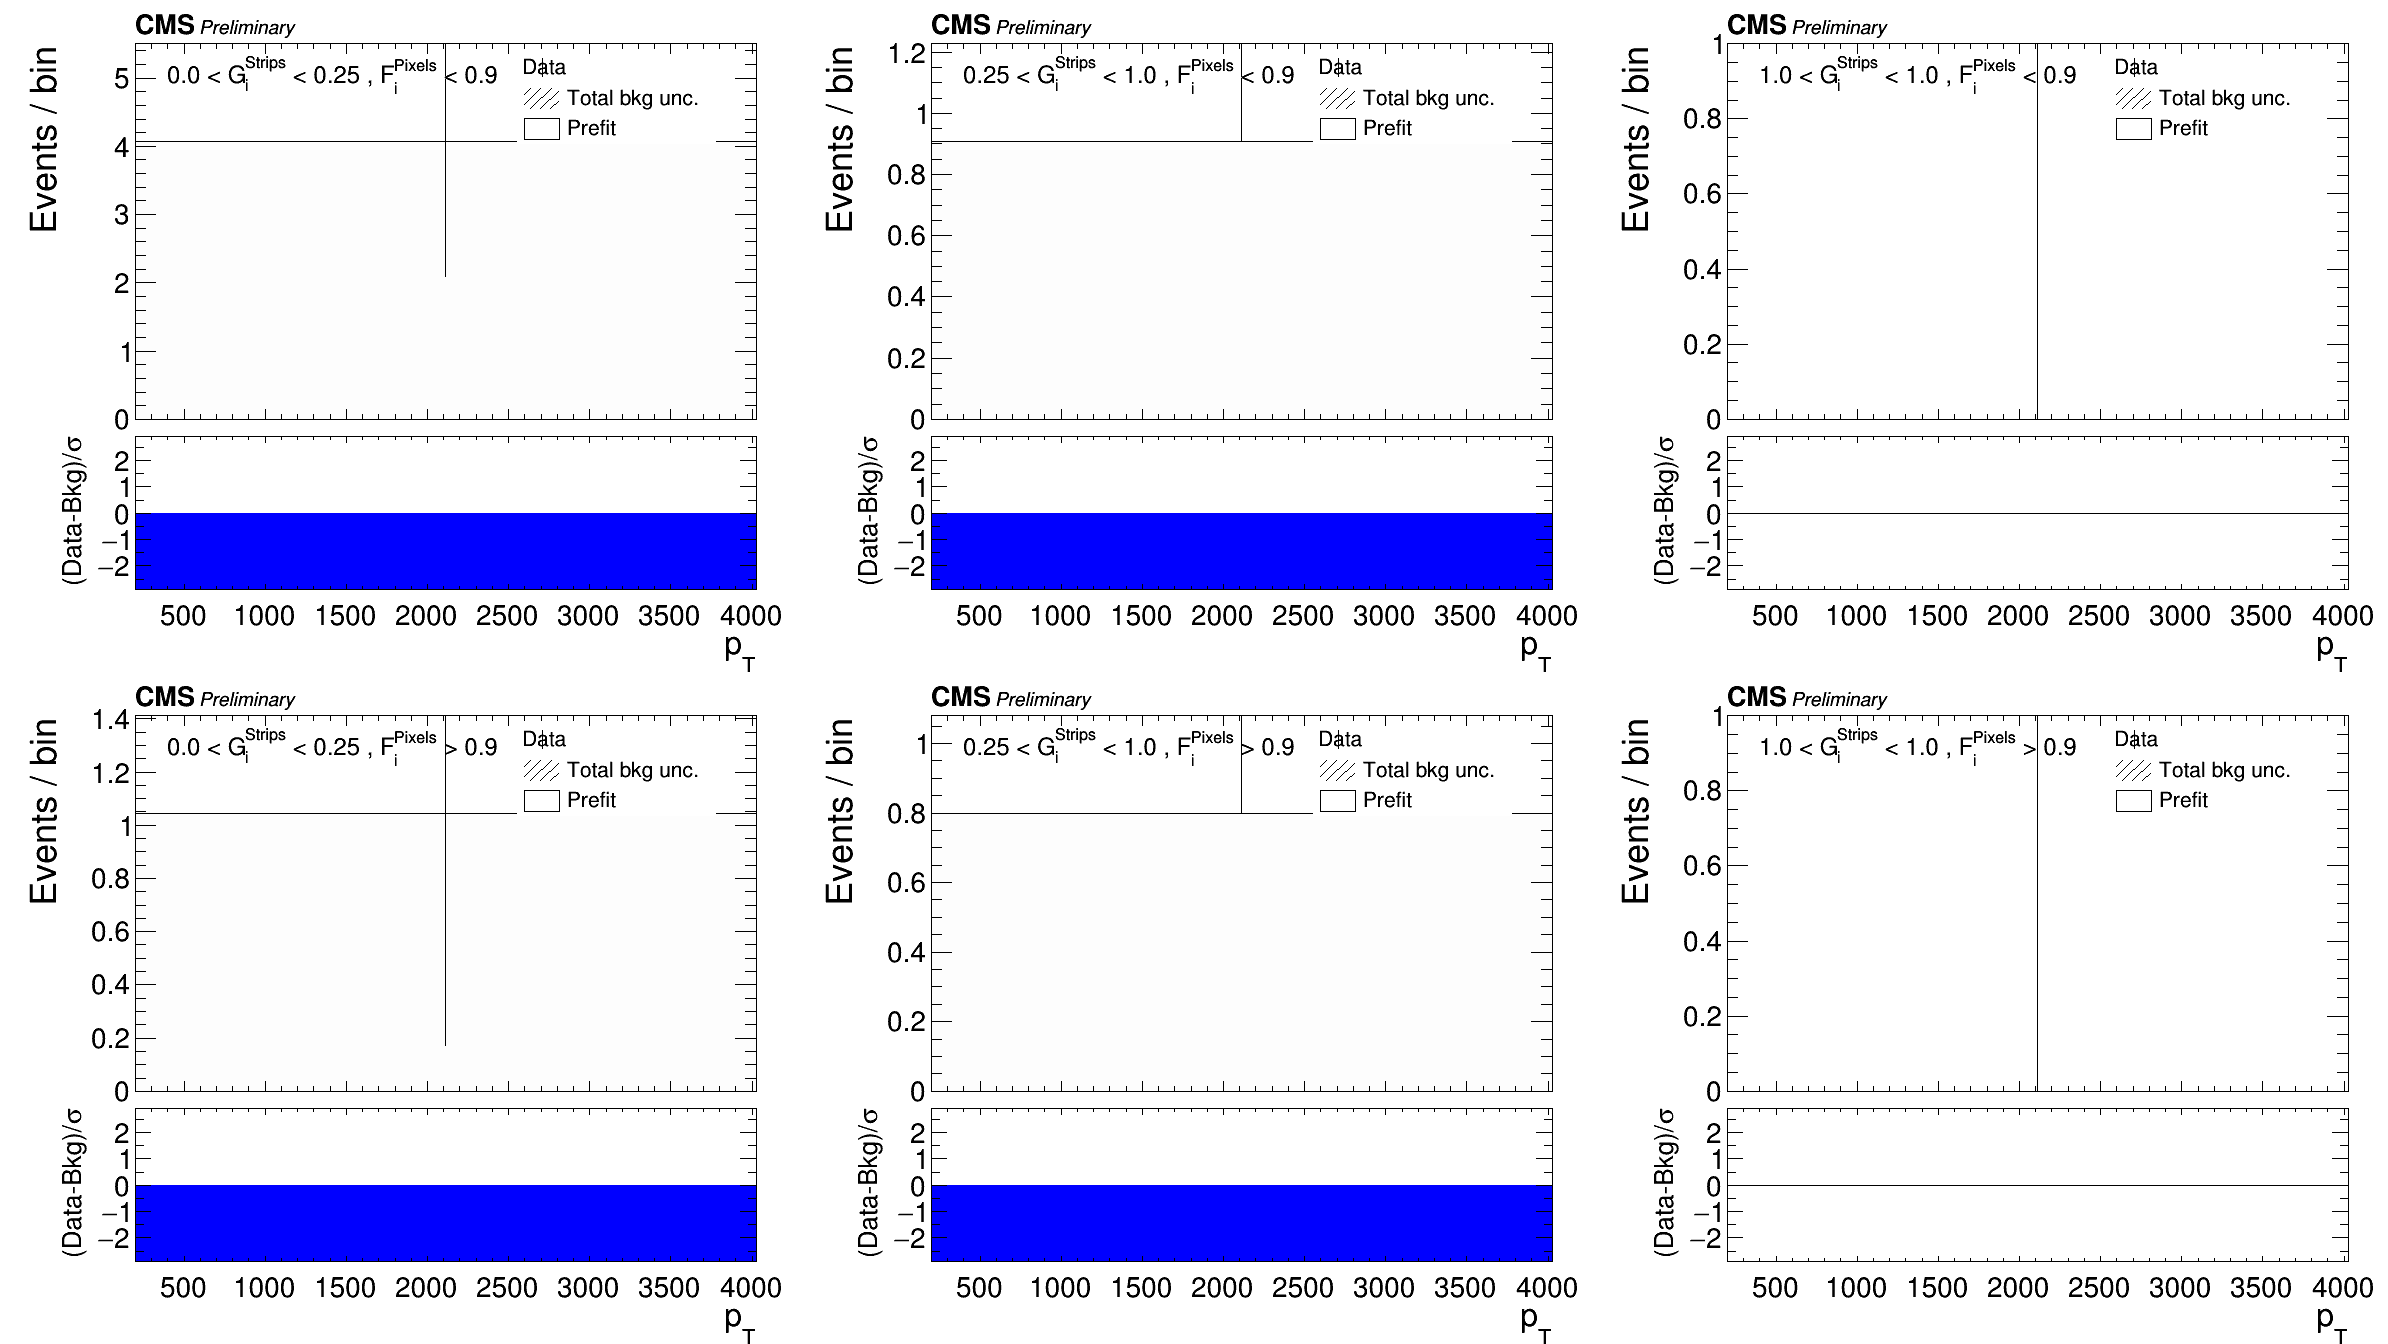 CMS Preliminary
Events / bin
0.0 < G_i^Strips < 0.25 , F_i^Pixels < 0.9
Data
Total bkg unc.
Prefit
5
4
3
2
1
0
(Data-Bkg)/σ
2
1
0
−1
−2
500 1000 1500 2000 2500 3000 3500 4000
p_T
CMS Preliminary
Events / bin
0.25 < G_i^Strips < 1.0 , F_i^Pixels < 0.9
Data
Total bkg unc.
Prefit
1.2
1
0.8
0.6
0.4
0.2
0
(Data-Bkg)/σ
2
1
0
−1
−2
500 1000 1500 2000 2500 3000 3500 4000
p_T
CMS Preliminary
Events / bin
1.0 < G_i^Strips < 1.0 , F_i^Pixels < 0.9
Data
Total bkg unc.
Prefit
1
0.8
0.6
0.4
0.2
0
(Data-Bkg)/σ
2
1
0
−1
−2
500 1000 1500 2000 2500 3000 3500 4000
p_T
CMS Preliminary
Events / bin
0.0 < G_i^Strips < 0.25 , F_i^Pixels > 0.9
Data
Total bkg unc.
Prefit
1.4
1.2
1
0.8
0.6
0.4
0.2
0
(Data-Bkg)/σ
2
1
0
−1
−2
500 1000 1500 2000 2500 3000 3500 4000
p_T
CMS Preliminary
Events / bin
0.25 < G_i^Strips < 1.0 , F_i^Pixels > 0.9
Data
Total bkg unc.
Prefit
1
0.8
0.6
0.4
0.2
0
(Data-Bkg)/σ
2
1
0
−1
−2
500 1000 1500 2000 2500 3000 3500 4000
p_T
CMS Preliminary
Events / bin
1.0 < G_i^Strips < 1.0 , F_i^Pixels > 0.9
Data
Total bkg unc.
Prefit
1
0.8
0.6
0.4
0.2
0
(Data-Bkg)/σ
2
1
0
−1
−2
500 1000 1500 2000 2500 3000 3500 4000
p_T